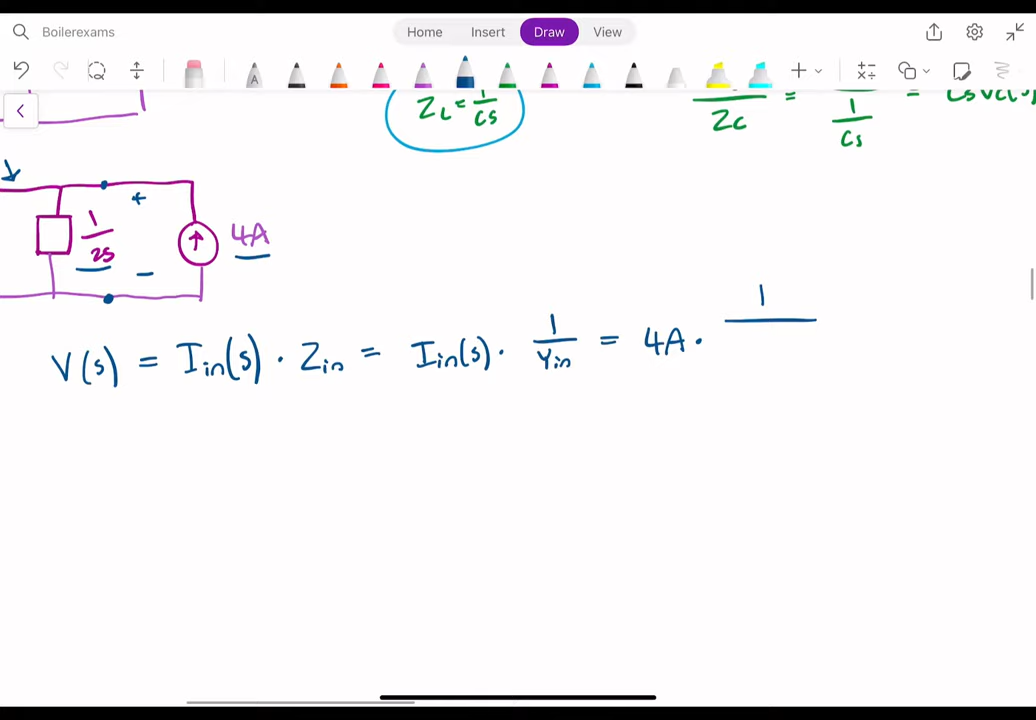 Boilerexams
Home Insert Draw View
Z_L = 1/Cs
/Z_C = /(1/Cs) =
1/2s
+
−
4A
V(s) = I_in(s) · Z_in = I_in(s) · 1/Y_in = 4A · 1/